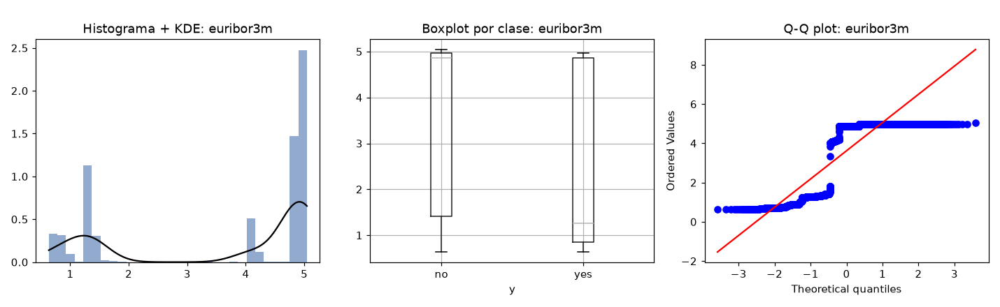 Histograma + KDE: euribor3m
2.5
2.0
1.5
1.0
0.5
0.0
1 2 3 4 5
Boxplot por clase: euribor3m
5
4
3
2
1
no yes
y
Q-Q plot: euribor3m
Ordered Values
8
6
4
2
0
−2
−3 −2 −1 0 1 2 3
Theoretical quantiles